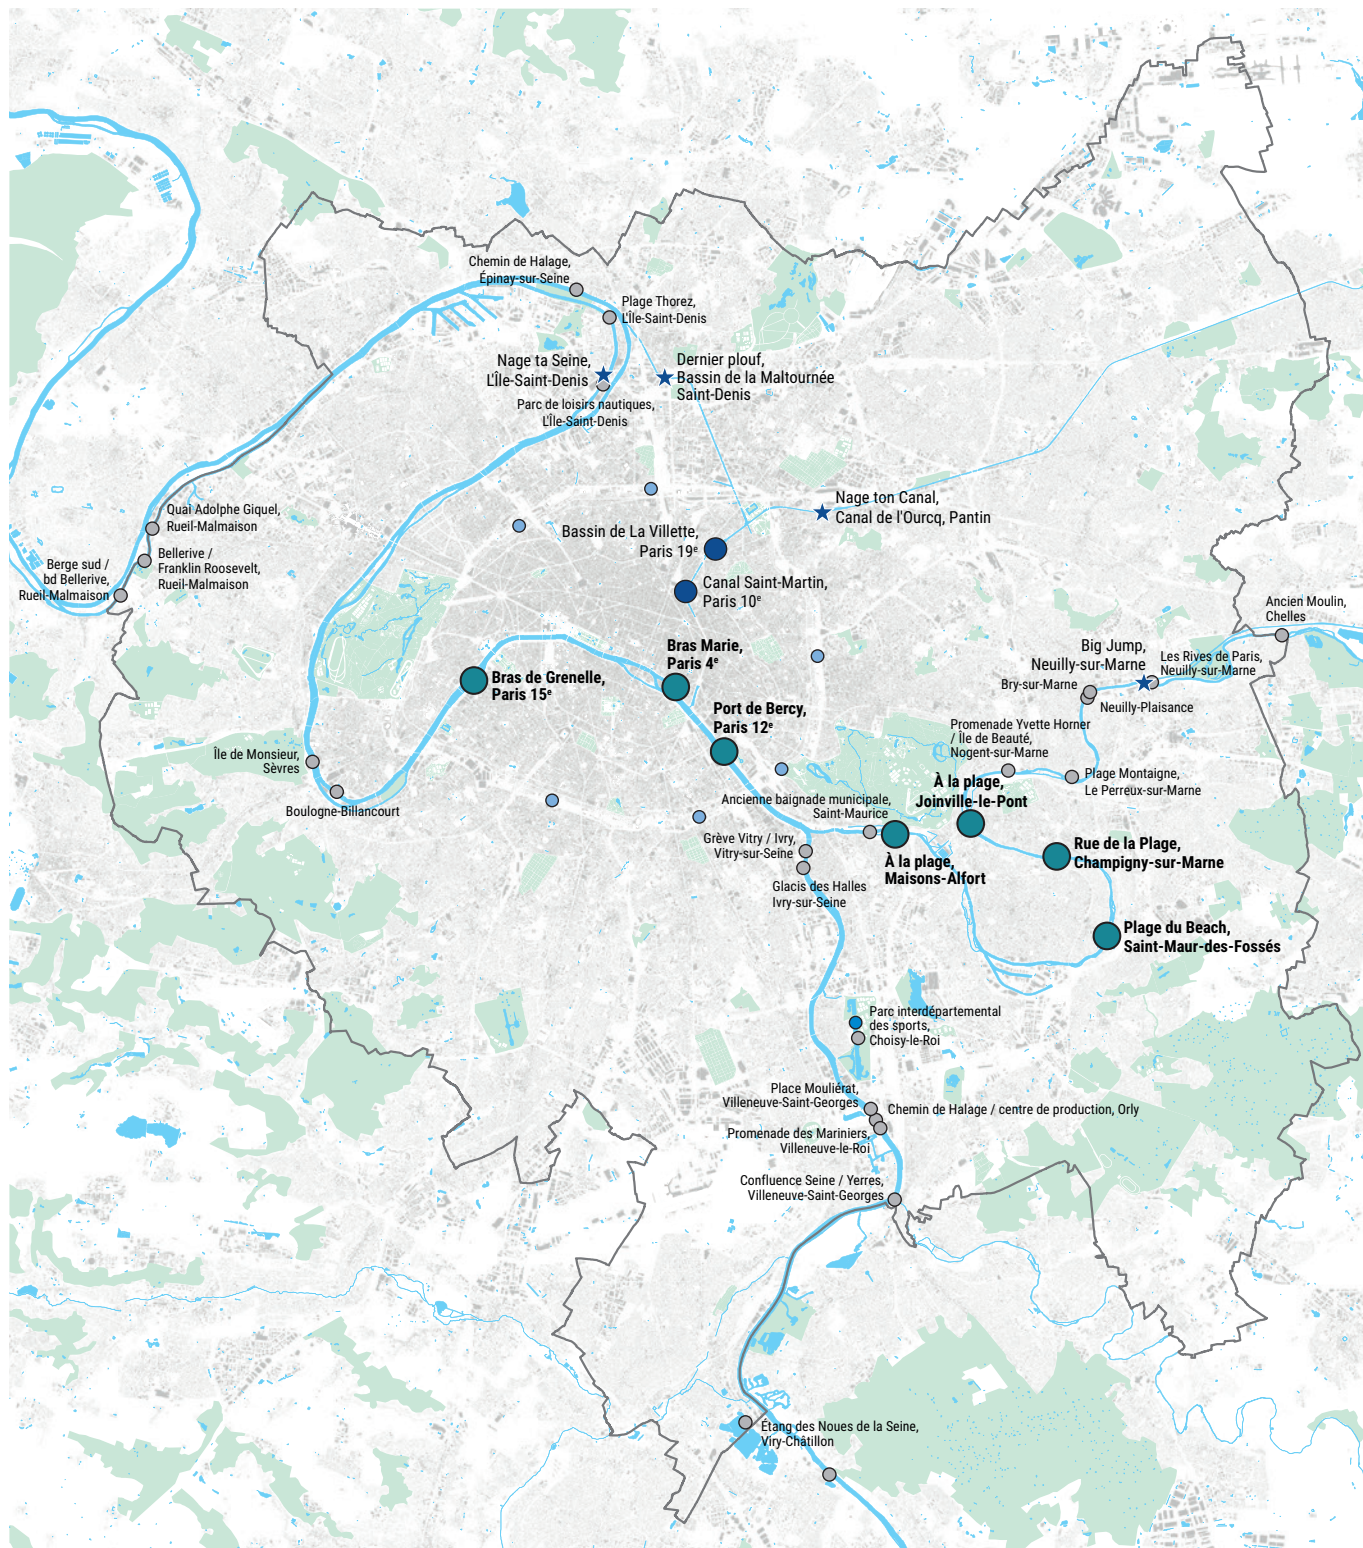 Chemin de Halage,
Épinay-sur-Seine
Plage Thorez,
L'Île-Saint-Denis
Nage ta Seine,
L'Île-Saint-Denis
Dernier plouf,
Bassin de la Maltournée
Saint-Denis
Parc de loisirs nautiques,
L'Île-Saint-Denis
Quai Adolphe Giquel,
Rueil-Malmaison
Bellerive /
Franklin Roosevelt,
Rueil-Malmaison
Berge sud /
bd Bellerive,
Rueil-Malmaison
Nage ton Canal,
Canal de l'Ourcq, Pantin
Bassin de La Villette,
Paris 19e
Canal Saint-Martin,
Paris 10e
Ancien Moulin,
Chelles
Big Jump,
Neuilly-sur-Marne
Les Rives de Paris,
Neuilly-sur-Marne
Bry-sur-Marne
Neuilly-Plaisance
Bras Marie,
Paris 4e
Bras de Grenelle,
Paris 15e
Port de Bercy,
Paris 12e
Promenade Yvette Horner
/ Île de Beauté,
Nogent-sur-Marne
Plage Montaigne,
Le Perreux-sur-Marne
Île de Monsieur,
Sèvres
Boulogne-Billancourt
À la plage,
Joinville-le-Pont
Ancienne baignade municipale,
Saint-Maurice
Grève Vitry / Ivry,
Vitry-sur-Seine
À la plage,
Maisons-Alfort
Rue de la Plage,
Champigny-sur-Marne
Glacis des Halles
Ivry-sur-Seine
Plage du Beach,
Saint-Maur-des-Fossés
Parc interdépartemental
des sports,
Choisy-le-Roi
Place Mouliérat,
Villeneuve-Saint-Georges
Chemin de Halage / centre de production, Orly
Promenade des Mariniers,
Villeneuve-le-Roi
Confluence Seine / Yerres,
Villeneuve-Saint-Georges
Étang des Noues de la Seine,
Viry-Châtillon